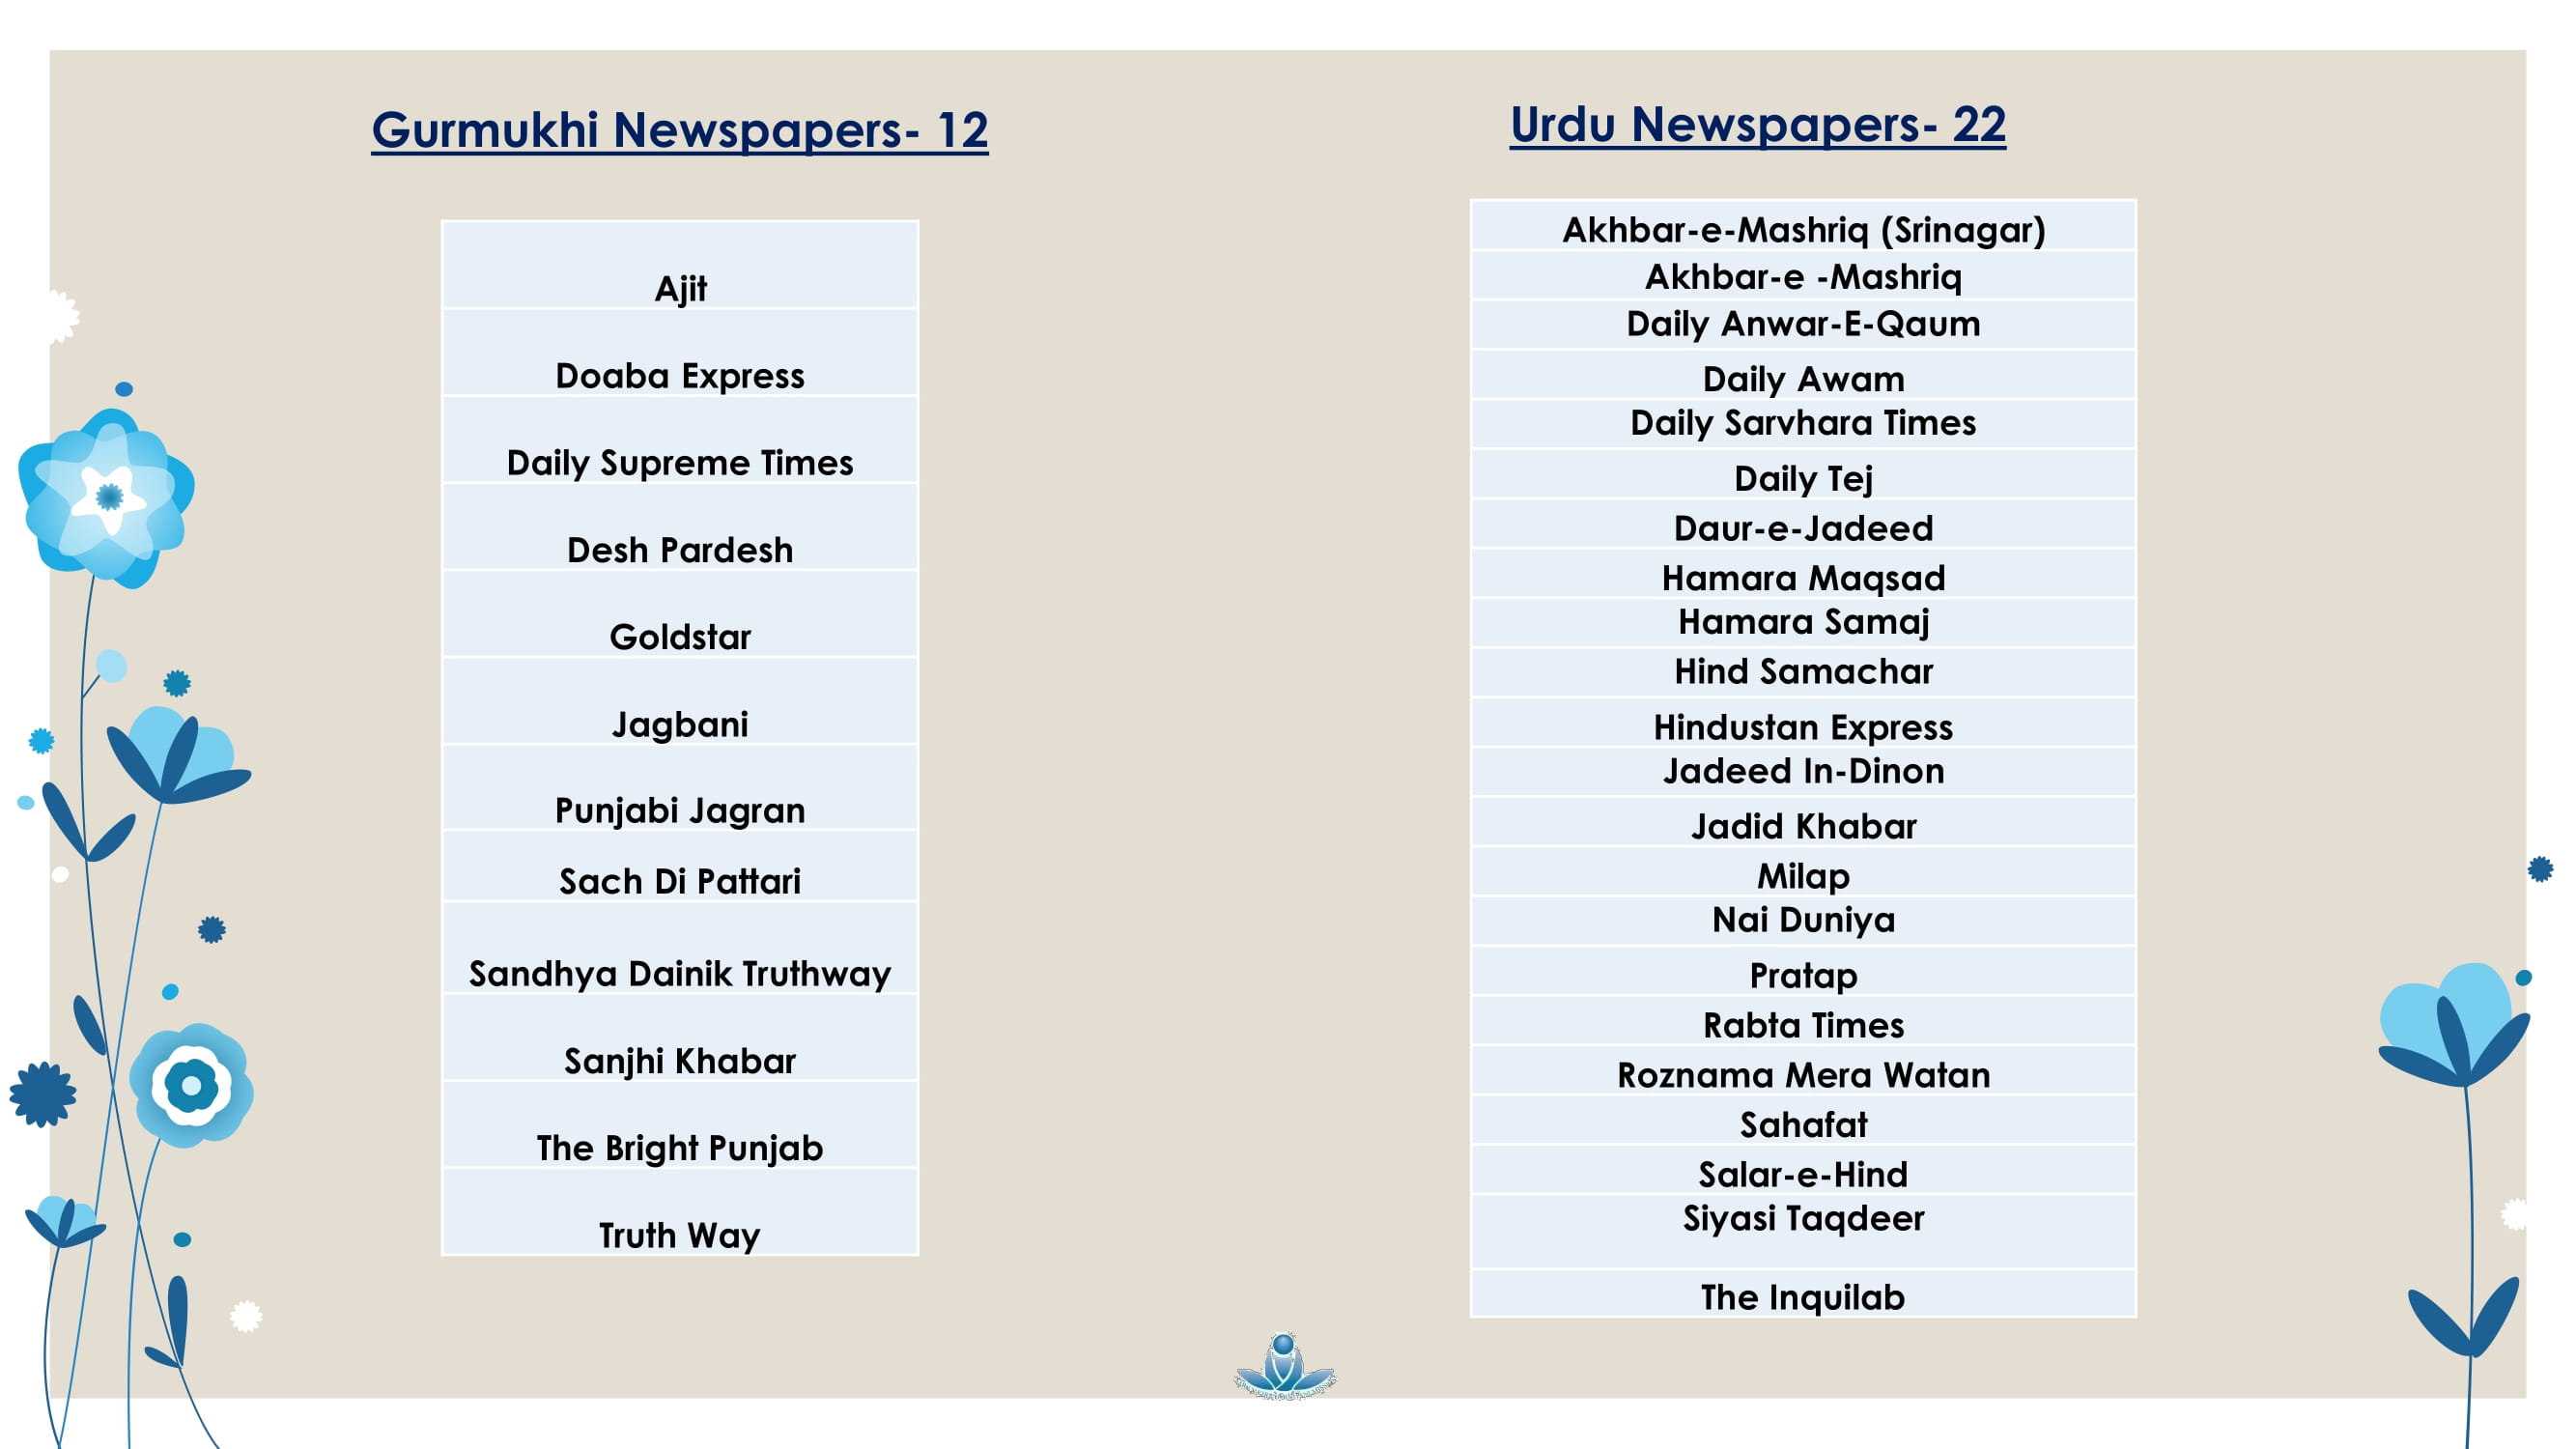 Gurmukhi Newspapers- 12
Ajit
Doaba Express
Daily Supreme Times
Desh Pardesh
Goldstar
Jagbani
Punjabi Jagran
Sach Di Pattari
Sandhya Dainik Truthway
Sanjhi Khabar
The Bright Punjab
Truth Way
Urdu Newspapers- 22
Akhbar-e-Mashriq (Srinagar)
Akhbar-e -Mashriq
Daily Anwar-E-Qaum
Daily Awam
Daily Sarvhara Times
Daily Tej
Daur-e-Jadeed
Hamara Maqsad
Hamara Samaj
Hind Samachar
Hindustan Express
Jadeed In-Dinon
Jadid Khabar
Milap
Nai Duniya
Pratap
Rabta Times
Roznama Mera Watan
Sahafat
Salar-e-Hind
Siyasi Taqdeer
The Inquilab